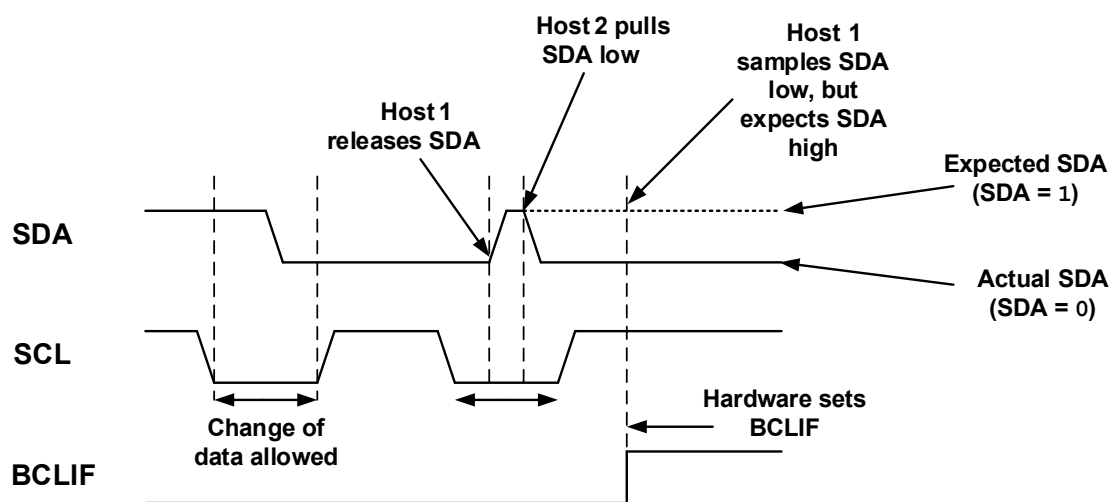 Host 2 pulls
SDA low
Host 1
samples SDA
low, but
expects SDA
high
Host 1
releases SDA
Expected SDA
(SDA = 1)
SDA
Actual SDA
(SDA = 0)
SCL
Change of
data allowed
Hardware sets
BCLIF
BCLIF